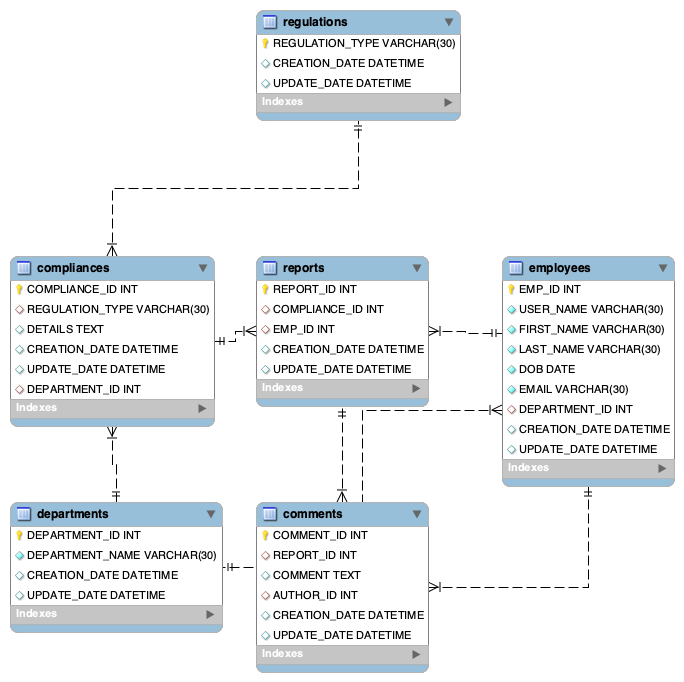 regulations
REGULATION_TYPE VARCHAR(30)
CREATION_DATE DATETIME
UPDATE_DATE DATETIME
Indexes
compliances
COMPLIANCE_ID INT
REGULATION_TYPE VARCHAR(30)
DETAILS TEXT
CREATION_DATE DATETIME
UPDATE_DATE DATETIME
DEPARTMENT_ID INT
Indexes
reports
REPORT_ID INT
COMPLIANCE_ID INT
EMP_ID INT
CREATION_DATE DATETIME
UPDATE_DATE DATETIME
Indexes
employees
EMP_ID INT
USER_NAME VARCHAR(30)
FIRST_NAME VARCHAR(30)
LAST_NAME VARCHAR(30)
DOB DATE
EMAIL VARCHAR(30)
DEPARTMENT_ID INT
CREATION_DATE DATETIME
UPDATE_DATE DATETIME
Indexes
departments
DEPARTMENT_ID INT
DEPARTMENT_NAME VARCHAR(30)
CREATION_DATE DATETIME
UPDATE_DATE DATETIME
Indexes
comments
COMMENT_ID INT
REPORT_ID INT
COMMENT TEXT
AUTHOR_ID INT
CREATION_DATE DATETIME
UPDATE_DATE DATETIME
Indexes